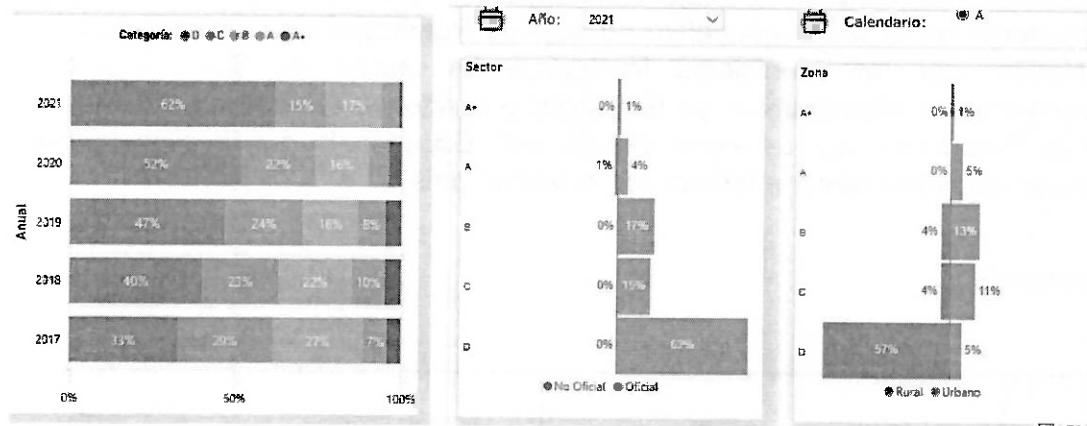 Categoría: D C B A A+
Anual
2021 62% 15% 17%
2020 52% 22% 16%
2019 47% 24% 16% 8%
2018 40% 23% 22% 10%
2017 33% 29% 27% 7%
0% 50% 100%
Año: 2021
Calendario: A
Sector
A+ 0% 1%
A 1% 4%
B 0% 17%
C 0% 15%
D 0% 62%
No Oficial Oficial
Zona
A+ 0% 1%
A 0% 5%
B 4% 13%
C 4% 11%
D 57% 5%
Rural Urbano